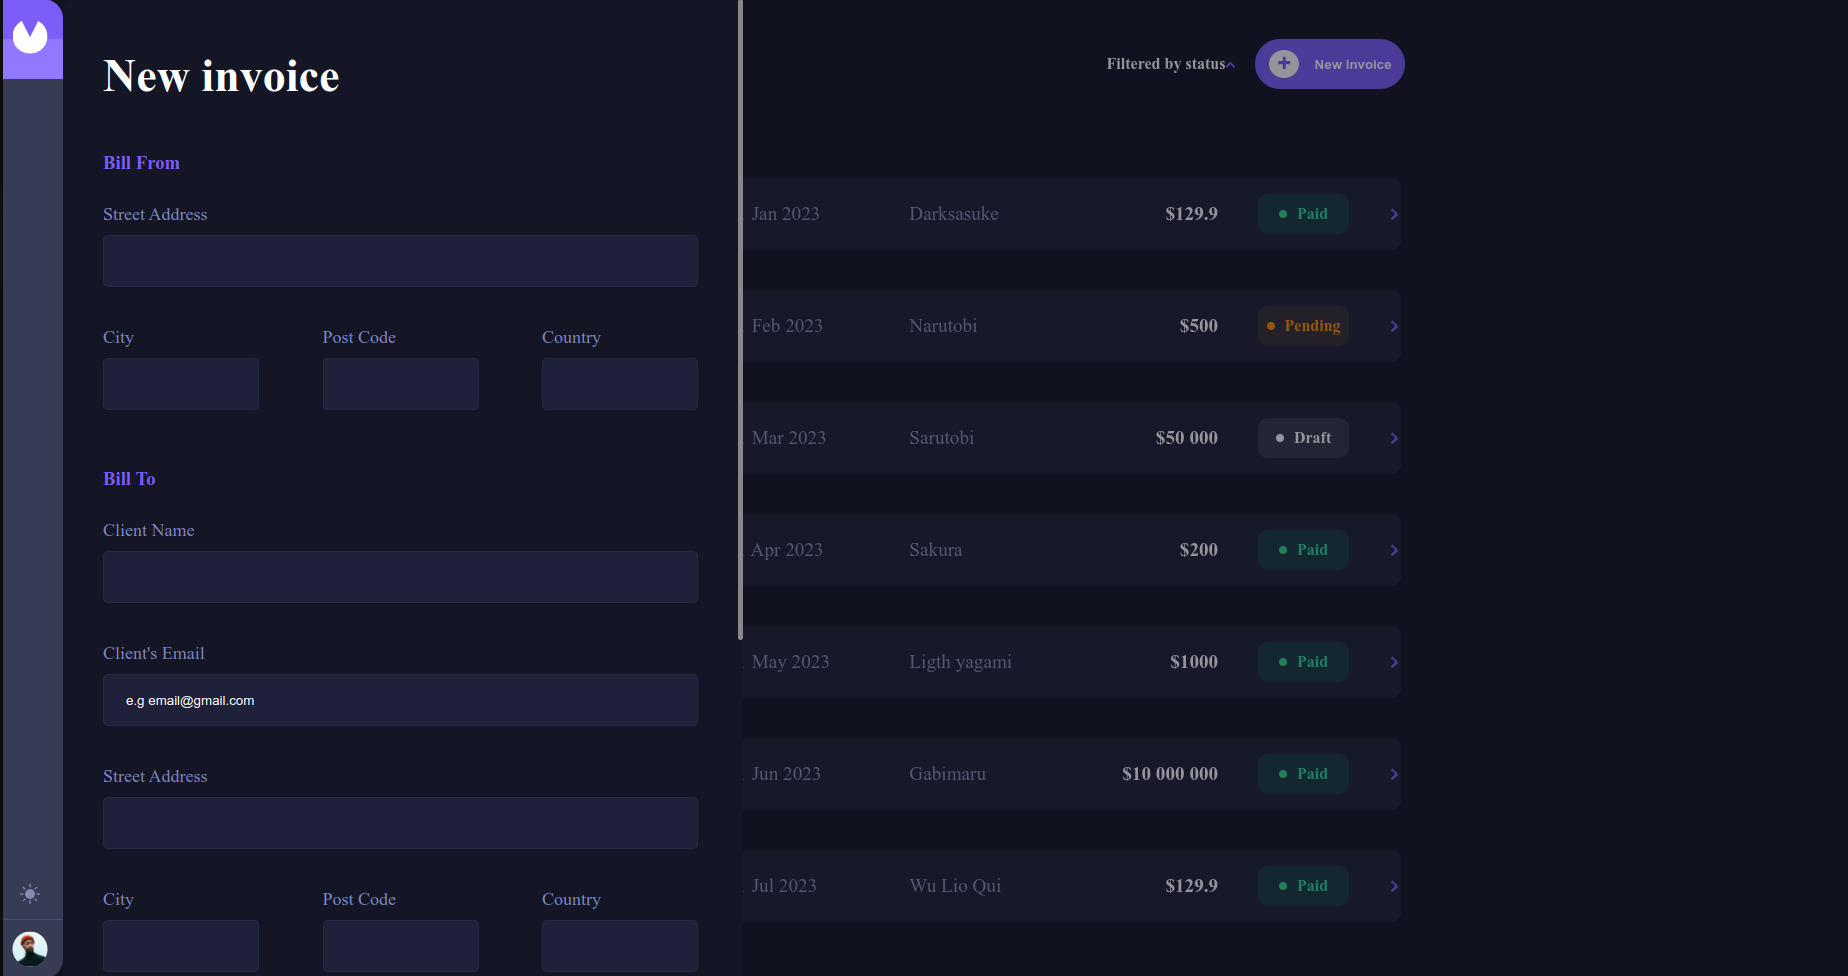 New invoice
Bill From
Street Address
City Post Code Country
Bill To
Client Name
Client's Email
e.g email@gmail.com
Street Address
City Post Code Country
Filtered by status
New invoice
Jan 2023 Darksasuke $129.9 Paid
Feb 2023 Narutobi $500 Pending
Mar 2023 Sarutobi $50 000 Draft
Apr 2023 Sakura $200 Paid
May 2023 Ligth yagami $1000 Paid
Jun 2023 Gabimaru $10 000 000 Paid
Jul 2023 Wu Lio Qui $129.9 Paid